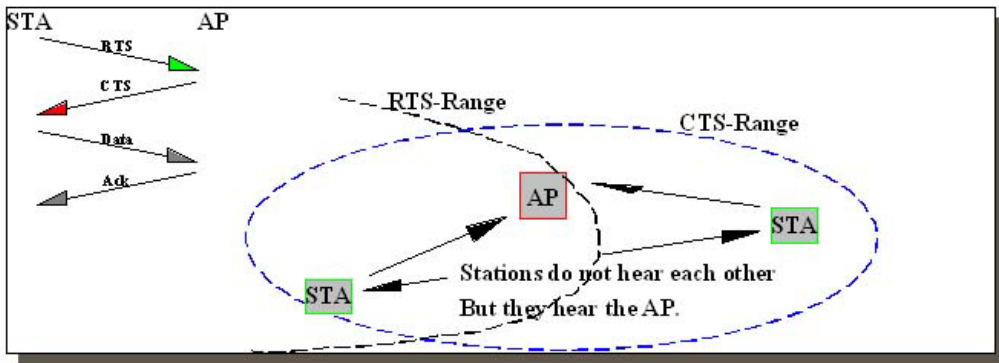 STA AP
RTS
CTS
Data
Ack
RTS-Range
CTS-Range
AP
STA
STA
Stations do not hear each other
But they hear the AP.